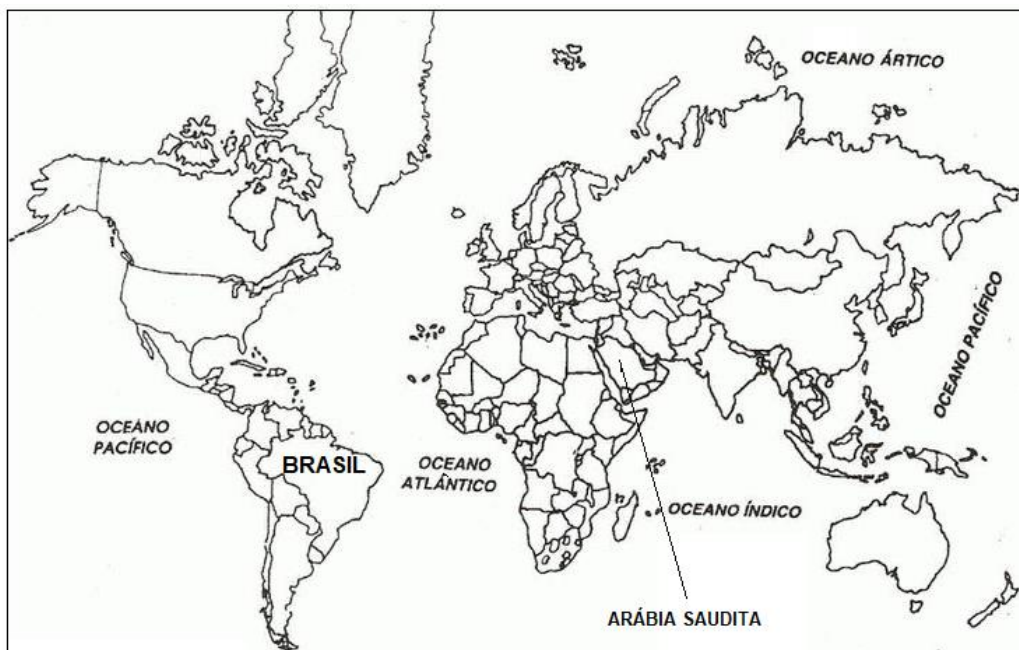 OCEANO ÁRTICO
OCEANO PACÍFICO
OCEANO
PACÍFICO
BRASIL
OCEANO
ATLÂNTICO
OCEANO ÍNDICO
ARÁBIA SAUDITA